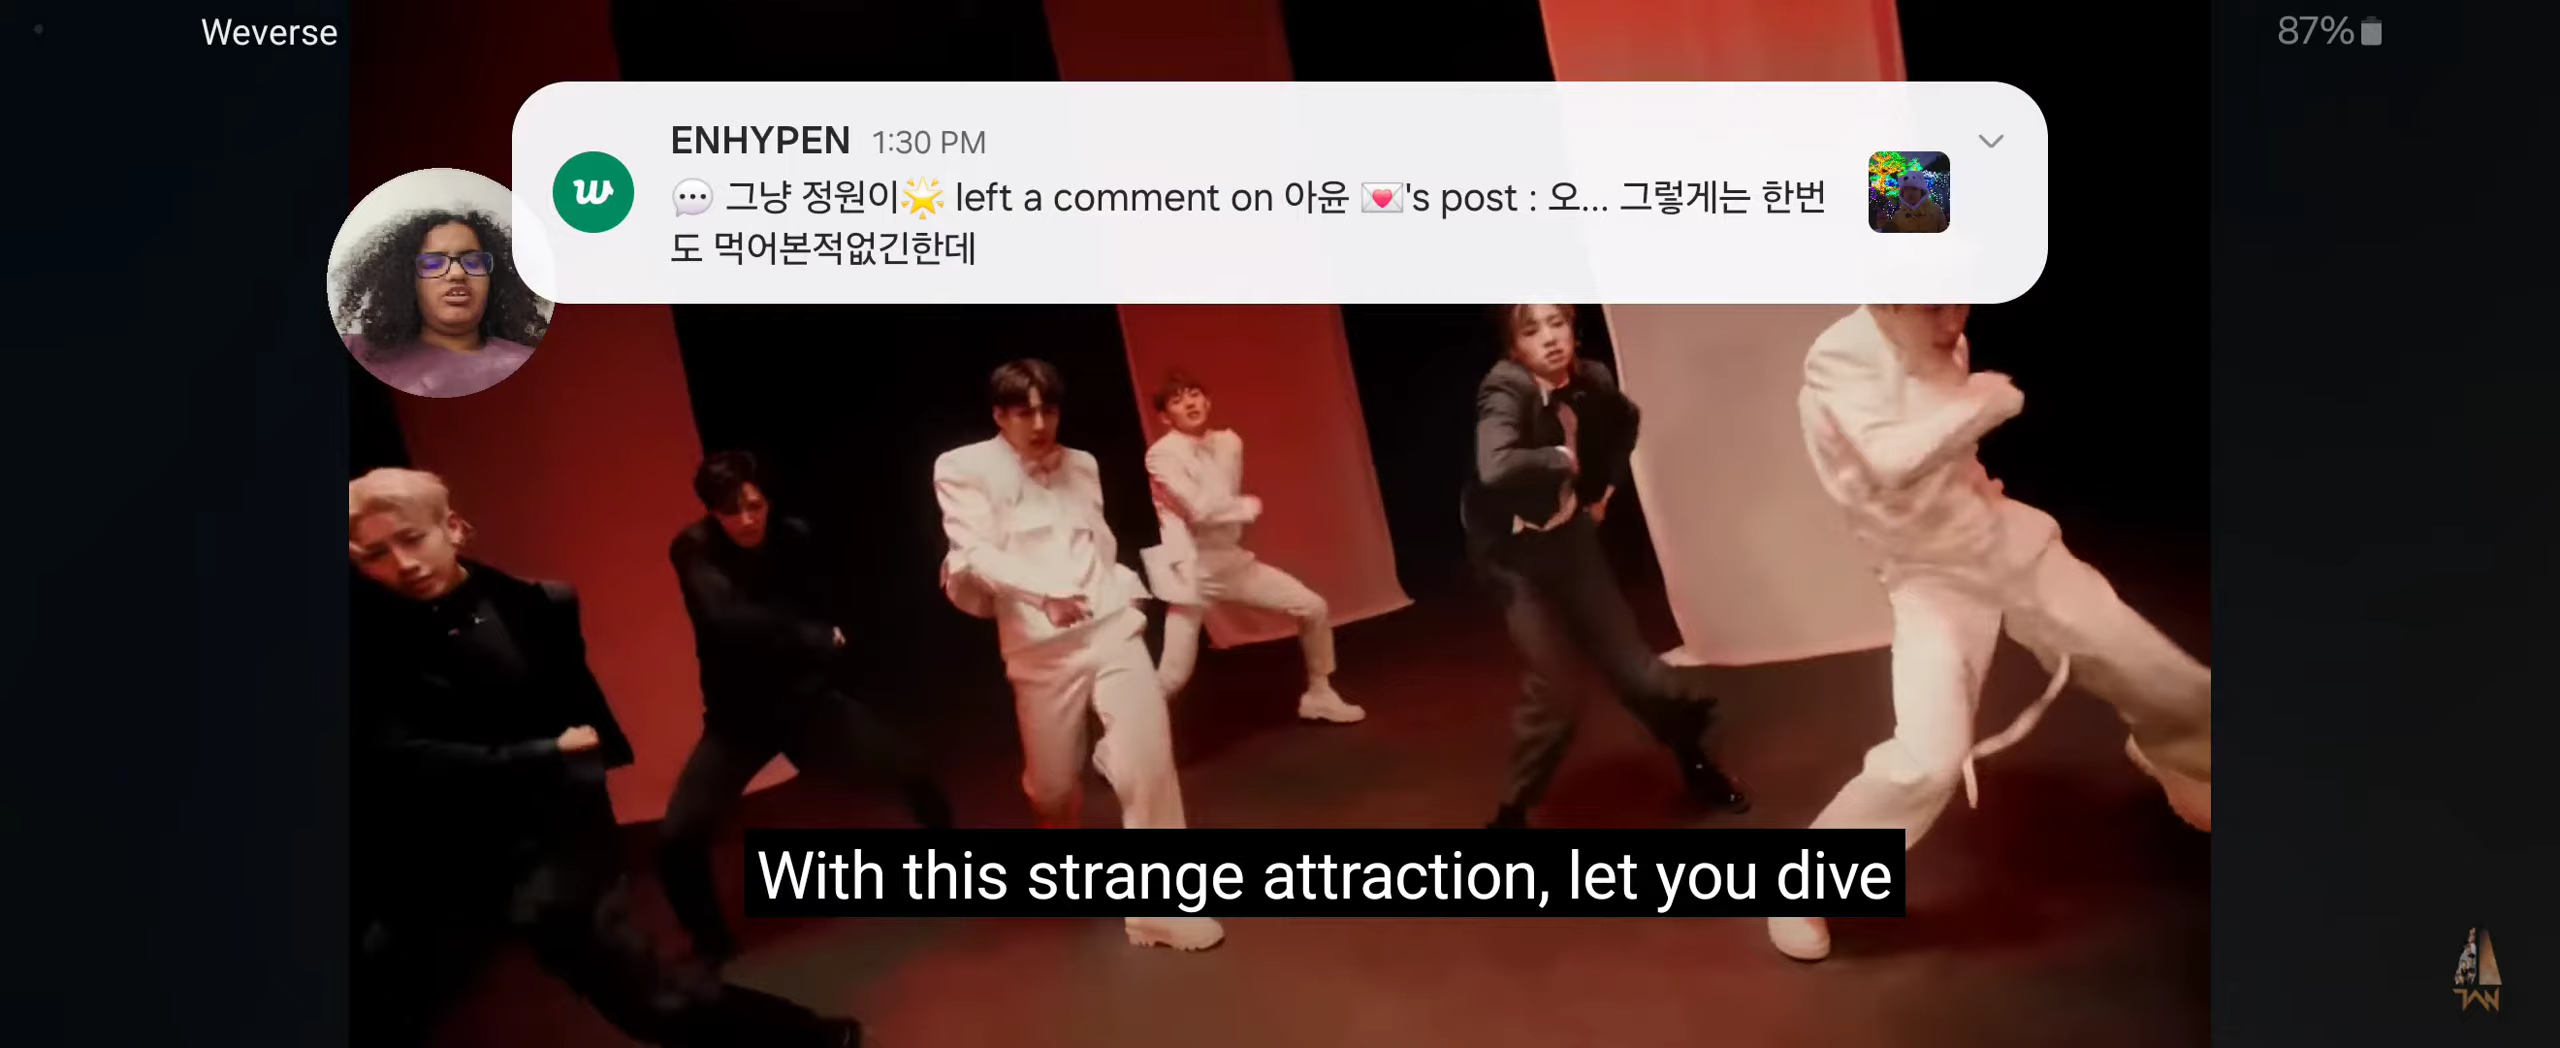 Weverse
87%
ENHYPEN 1:30 PM
💬 그냥 정원이🌟 left a comment on 아윤 💌's post : 오... 그렇게는 한번
도 먹어본적없긴한데
With this strange attraction, let you dive